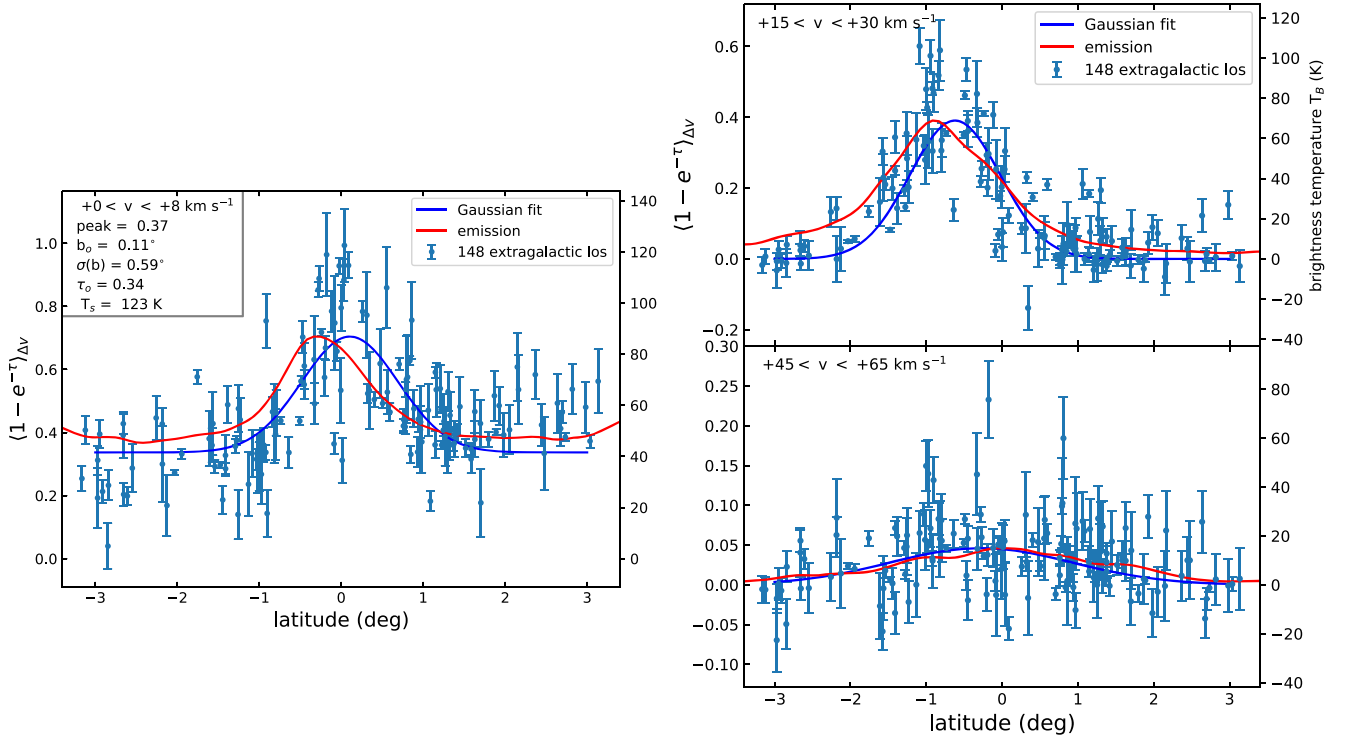 +0 < v < +8 km s⁻¹
peak = 0.37
bₒ = 0.11°
σ(b) = 0.59°
τₒ = 0.34
Tₛ = 123 K
Gaussian fit
emission
148 extragalactic los
⟨1 − e^{−τ}⟩_{Δv}
1.0
0.8
0.6
0.4
0.2
0.0
140
120
100
80
60
40
20
0
−3 −2 −1 0 1 2 3
latitude (deg)
+15 < v < +30 km s⁻¹
Gaussian fit
emission
148 extragalactic los
⟨1 − e^{−τ}⟩_{Δv}
0.6
0.4
0.2
0.0
−0.2
120
100
80
60
40
20
0
−20
−40
brightness temperature T_B (K)
+45 < v < +65 km s⁻¹
0.30
0.25
0.20
0.15
0.10
0.05
0.00
−0.05
−0.10
80
60
40
20
0
20
−40
−3 −2 −1 0 1 2 3
latitude (deg)